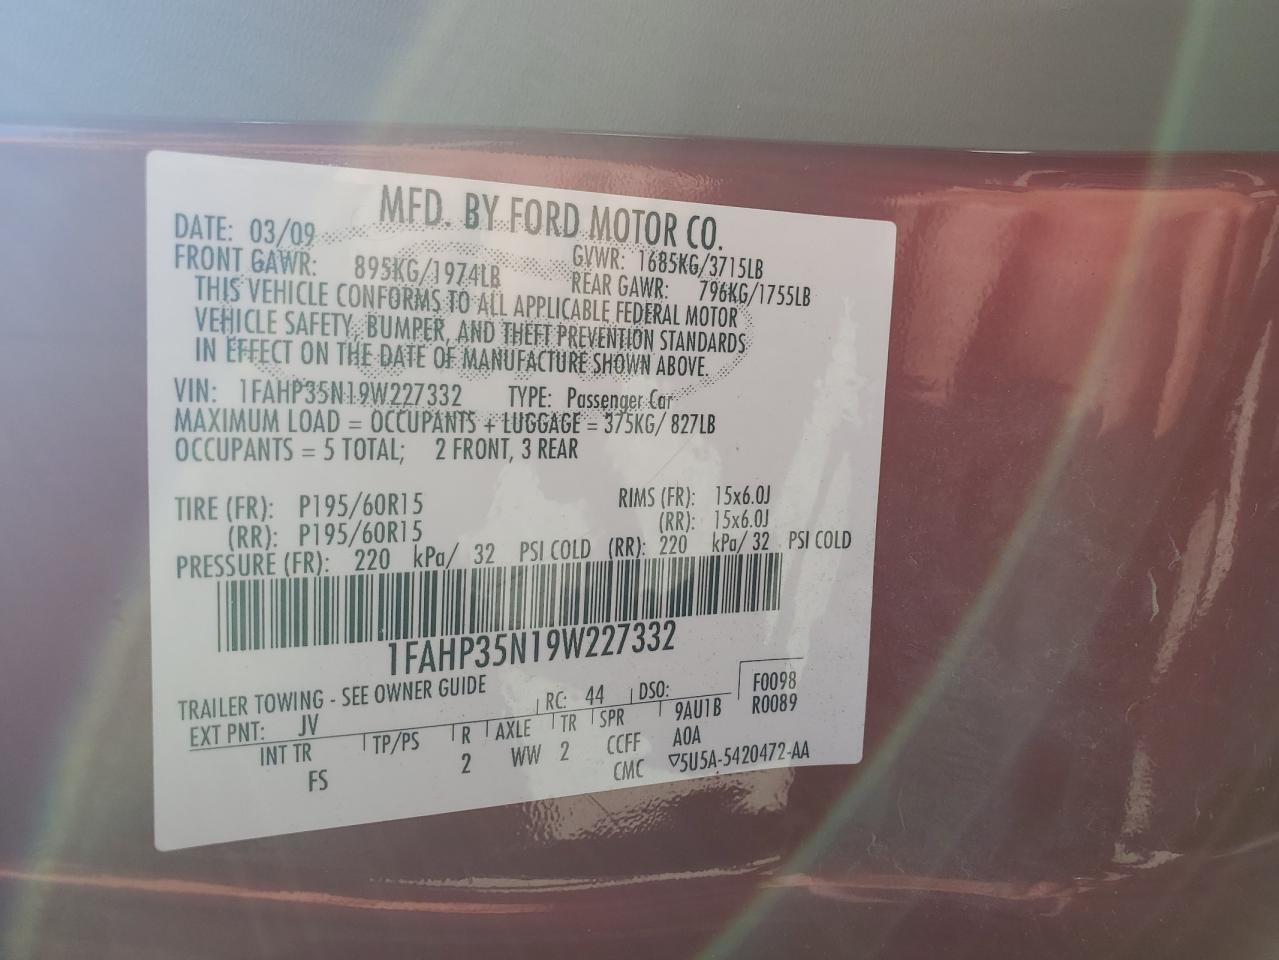 MFD. BY FORD MOTOR CO.
DATE: 03/09 GVWR: 1685KG/3715LB
FRONT GAWR: 895KG/1974LB REAR GAWR: 796KG/1755LB
THIS VEHICLE CONFORMS TO ALL APPLICABLE FEDERAL MOTOR
VEHICLE SAFETY, BUMPER, AND THEFT PREVENTION STANDARDS
IN EFFECT ON THE DATE OF MANUFACTURE SHOWN ABOVE.
VIN: 1FAHP35N19W227332 TYPE: Passenger Car
MAXIMUM LOAD = OCCUPANTS + LUGGAGE = 375KG/ 827LB
OCCUPANTS = 5 TOTAL; 2 FRONT, 3 REAR
TIRE (FR): P195/60R15 RIMS (FR): 15x6.0J
(RR): P195/60R15 (RR): 15x6.0J
PRESSURE (FR): 220 kPa/ 32 PSI COLD (RR): 220 kPa/ 32 PSI COLD
1FAHP35N19W227332
TRAILER TOWING - SEE OWNER GUIDE RC: 44 DSO: F0098
EXT PNT: JV 9AU1B R0089
INT TR TP/PS R AXLE TR SPR A0A
FS 2 WW 2 CCFF ▽5U5A-5420472-AA
CMC